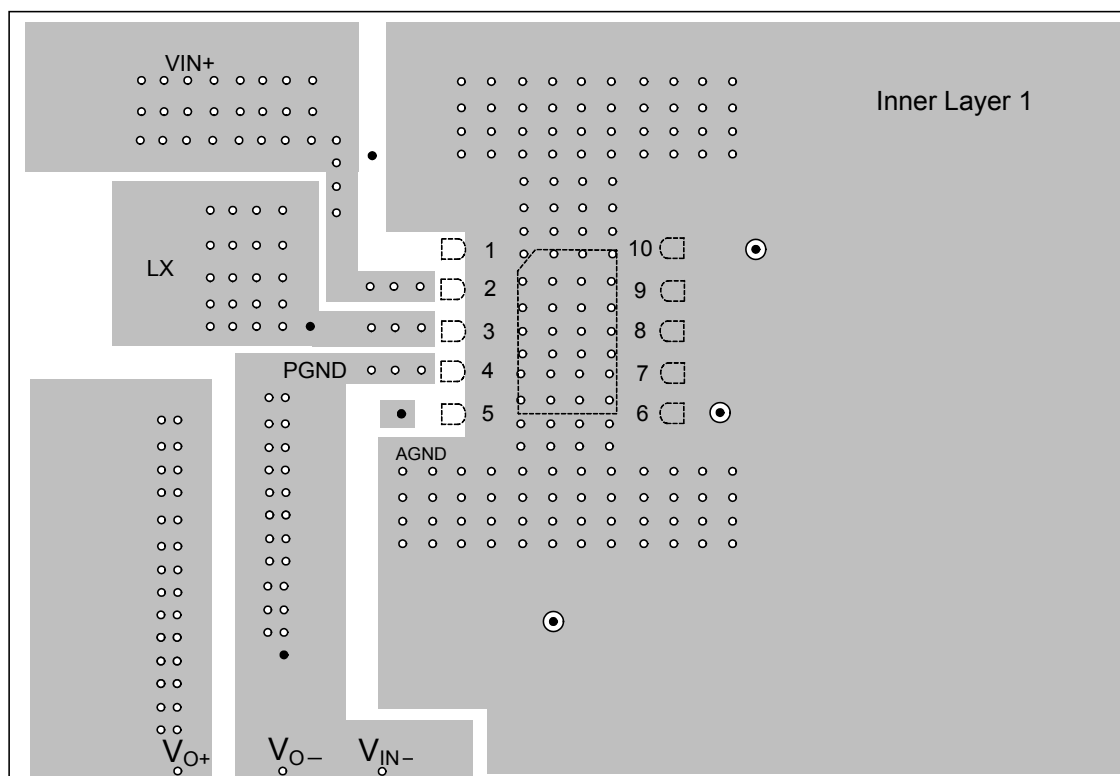 VIN+
Inner Layer 1
1 10
LX
2 9
3 8
PGND 4 7
5 6
AGND
VO+ VO− VIN−